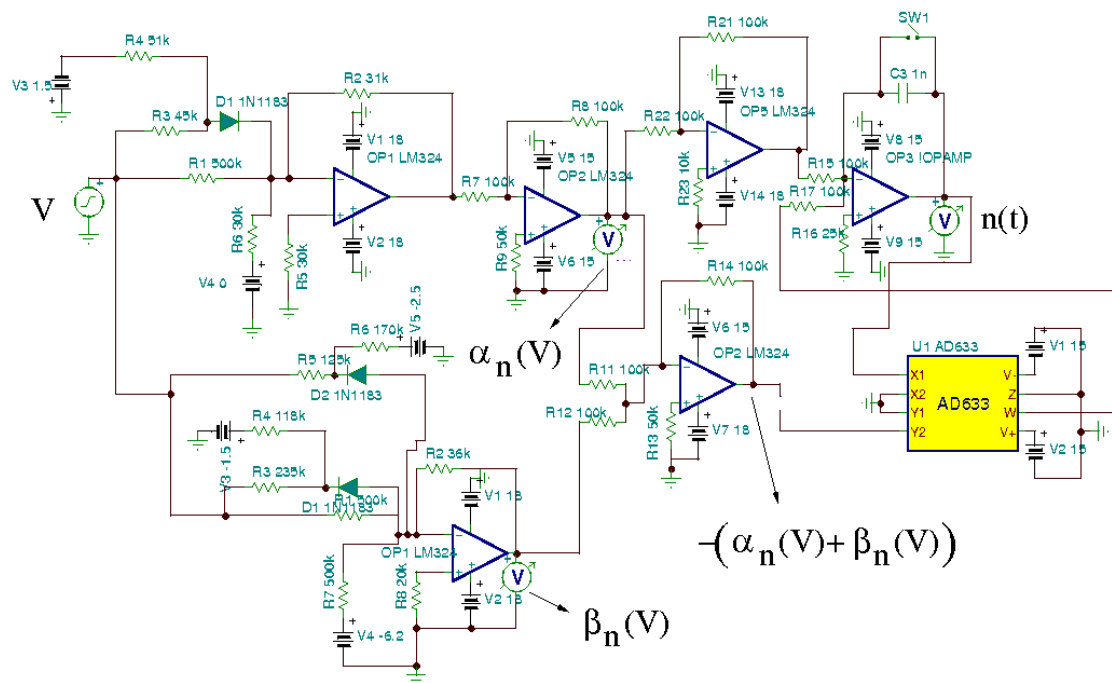 R4 51k
V3 1.5
R3 45k
D1 1N1183
R1 500k
V
R6 30k
V4 0
R5 30k
R2 31k
V1 18
OP1 LM324
V2 18
R7 100k
R8 100k
V5 15
OP2 LM324
R9 50k
V6 15
V
αn(V)
R21 100k
R22 100k
V13 18
OP5 LM324
R23 10k
V14 18
SW1
C3 1n
R15 100k
R17 100k
V8 15
OP3 !OPAMP
R16 25k
V9 15
V
n(t)
R6 170k
V5 -2.5
R5 125k
D2 1N1183
R4 118k
V3 -1.5
R3 235k
R1 500k
D1 1N1183
R2 36k
V1 18
OP1 LM324
R7 500k
R8 20k
V2 18
V4 -6.2
V
βn(V)
R11 100k
R12 100k
R14 100k
V6 15
OP2 LM324
R13 50k
V7 18
-(αn(V)+ βn(V))
U1 AD633
X1
X2
Y1
Y2
AD633
V-
Z
W
V+
V1 15
V2 15